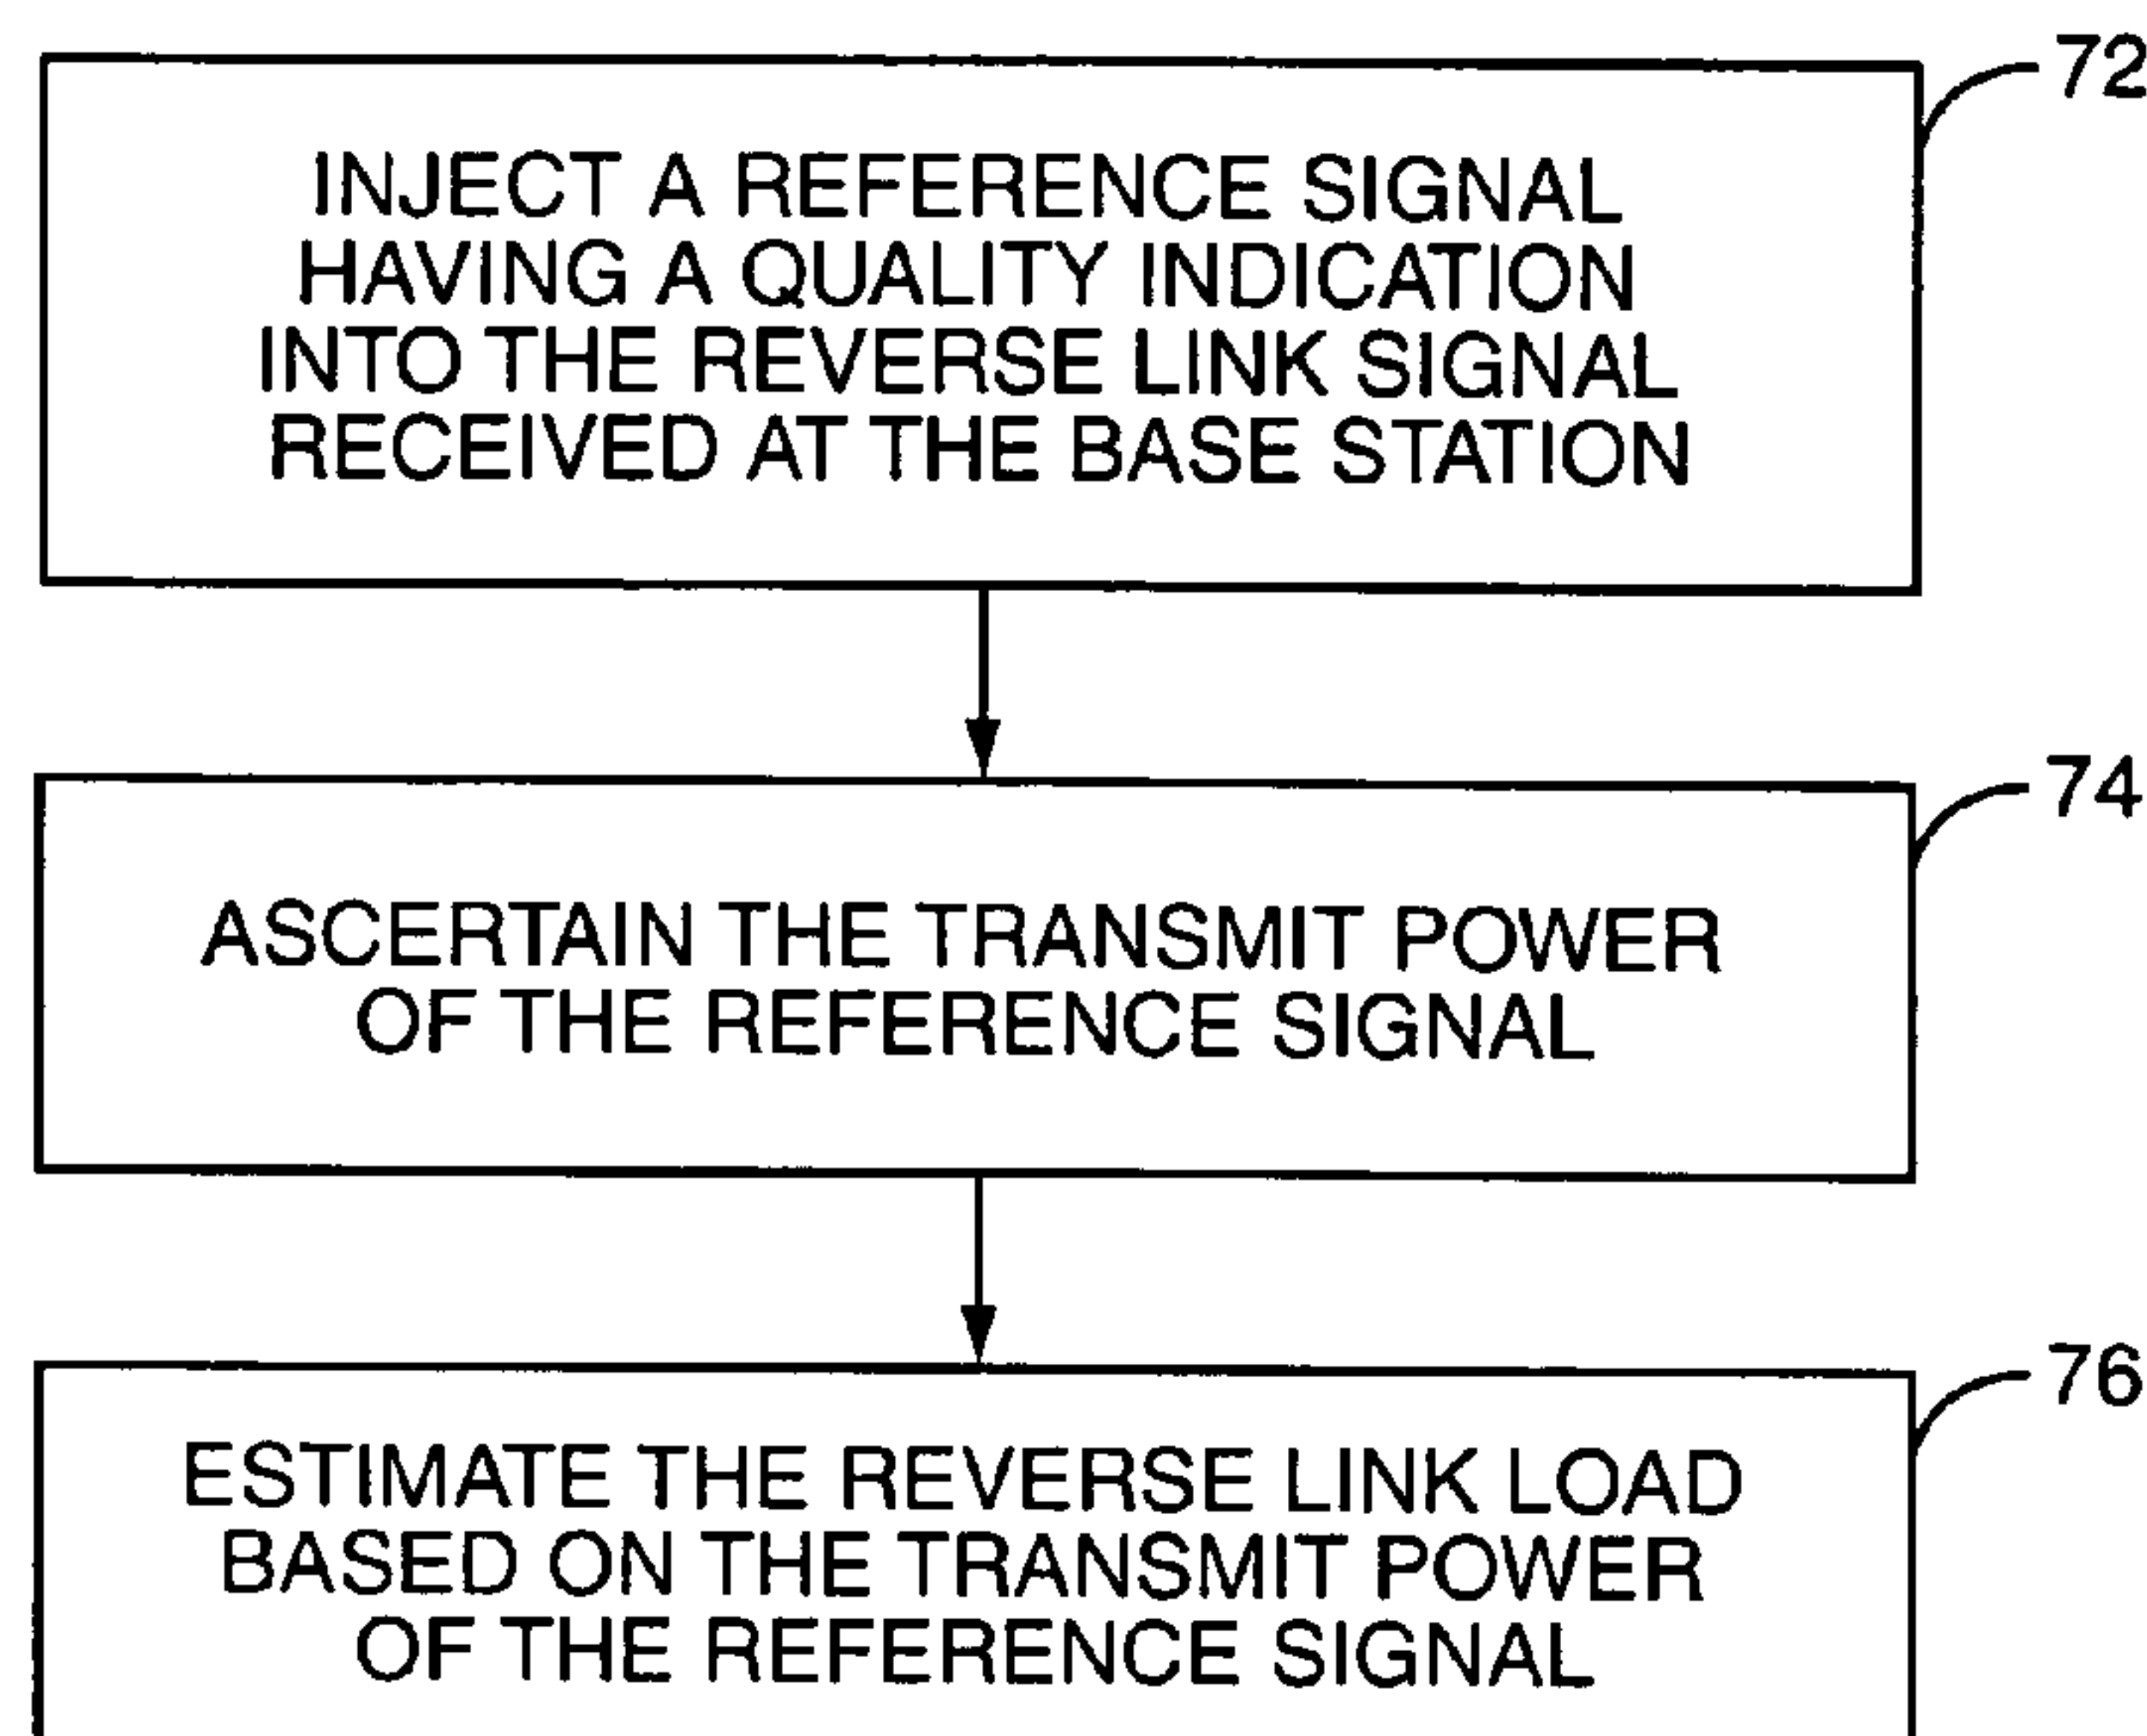 72
INJECT A REFERENCE SIGNAL
HAVING A QUALITY INDICATION
INTO THE REVERSE LINK SIGNAL
RECEIVED AT THE BASE STATION
74
ASCERTAIN THE TRANSMIT POWER
OF THE REFERENCE SIGNAL
76
ESTIMATE THE REVERSE LINK LOAD
BASED ON THE TRANSMIT POWER
OF THE REFERENCE SIGNAL